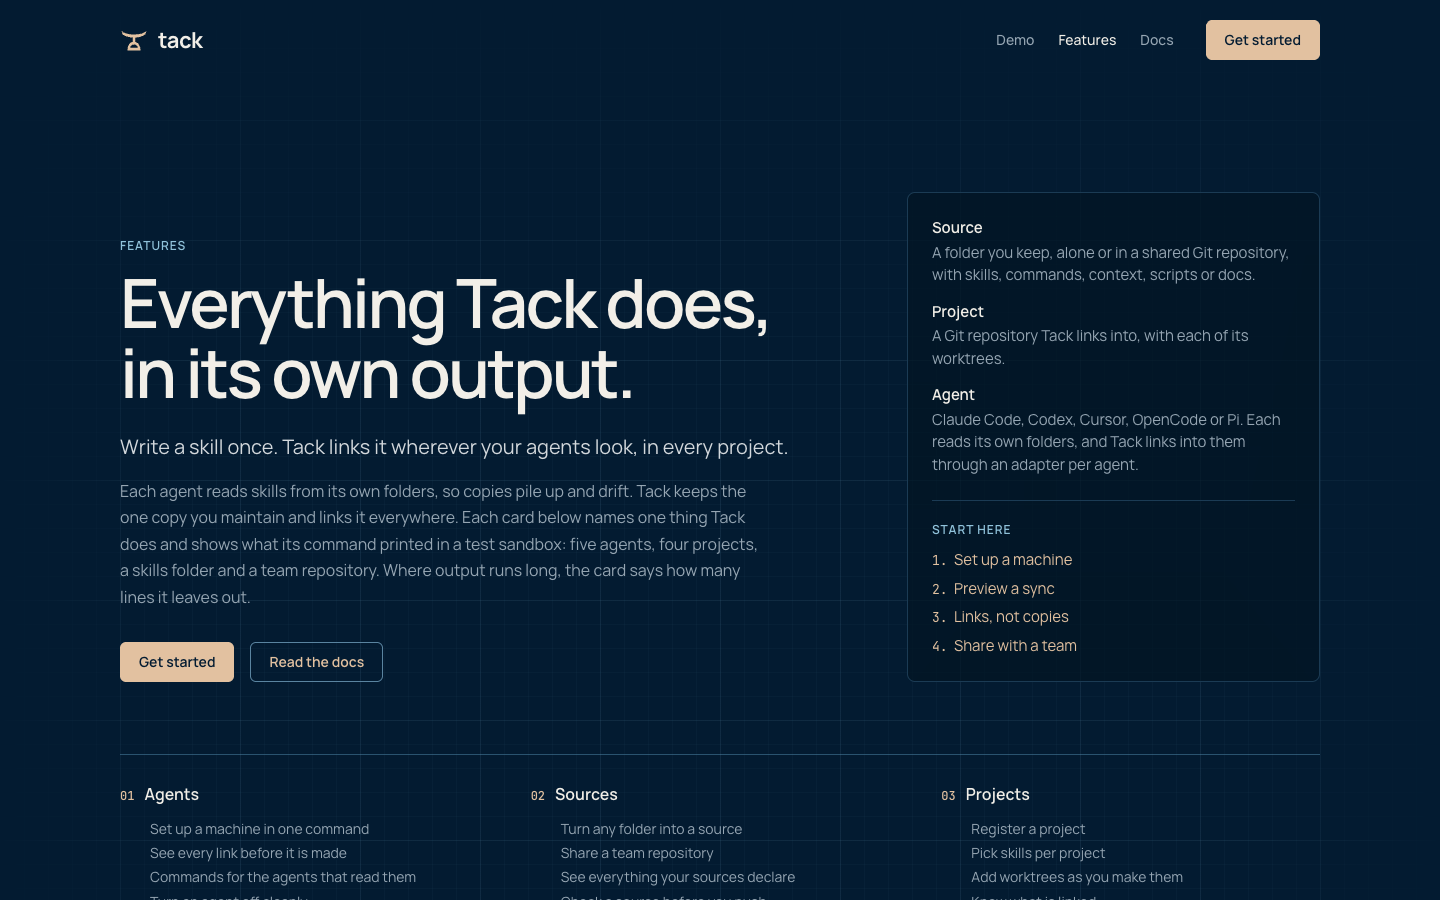 tack
Demo
Features
Docs
Get started
FEATURES
Everything Tack does,
in its own output.
Write a skill once. Tack links it wherever your agents look, in every project.
Each agent reads skills from its own folders, so copies pile up and drift. Tack keeps the
one copy you maintain and links it everywhere. Each card below names one thing Tack
does and shows what its command printed in a test sandbox: five agents, four projects,
a skills folder and a team repository. Where output runs long, the card says how many
lines it leaves out.
Get started
Read the docs
Source
A folder you keep, alone or in a shared Git repository,
with skills, commands, context, scripts or docs.
Project
A Git repository Tack links into, with each of its
worktrees.
Agent
Claude Code, Codex, Cursor, OpenCode or Pi. Each
reads its own folders, and Tack links into them
through an adapter per agent.
START HERE
1. Set up a machine
2. Preview a sync
3. Links, not copies
4. Share with a team
01 Agents
Set up a machine in one command
See every link before it is made
Commands for the agents that read them
02 Sources
Turn any folder into a source
Share a team repository
See everything your sources declare
03 Projects
Register a project
Pick skills per project
Add worktrees as you make them